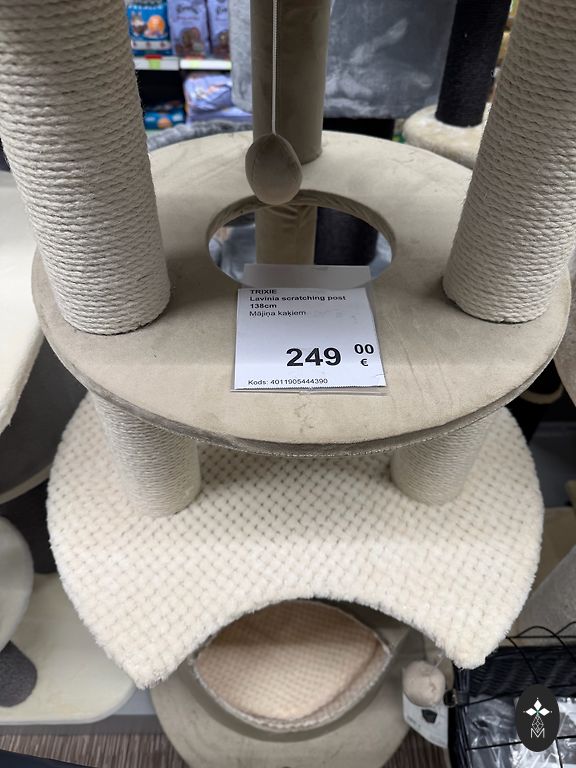 TRIXIE
Lavinia scratching post
138cm
Mājiņa kaķiem
249 00 €
Kods: 4011905444390